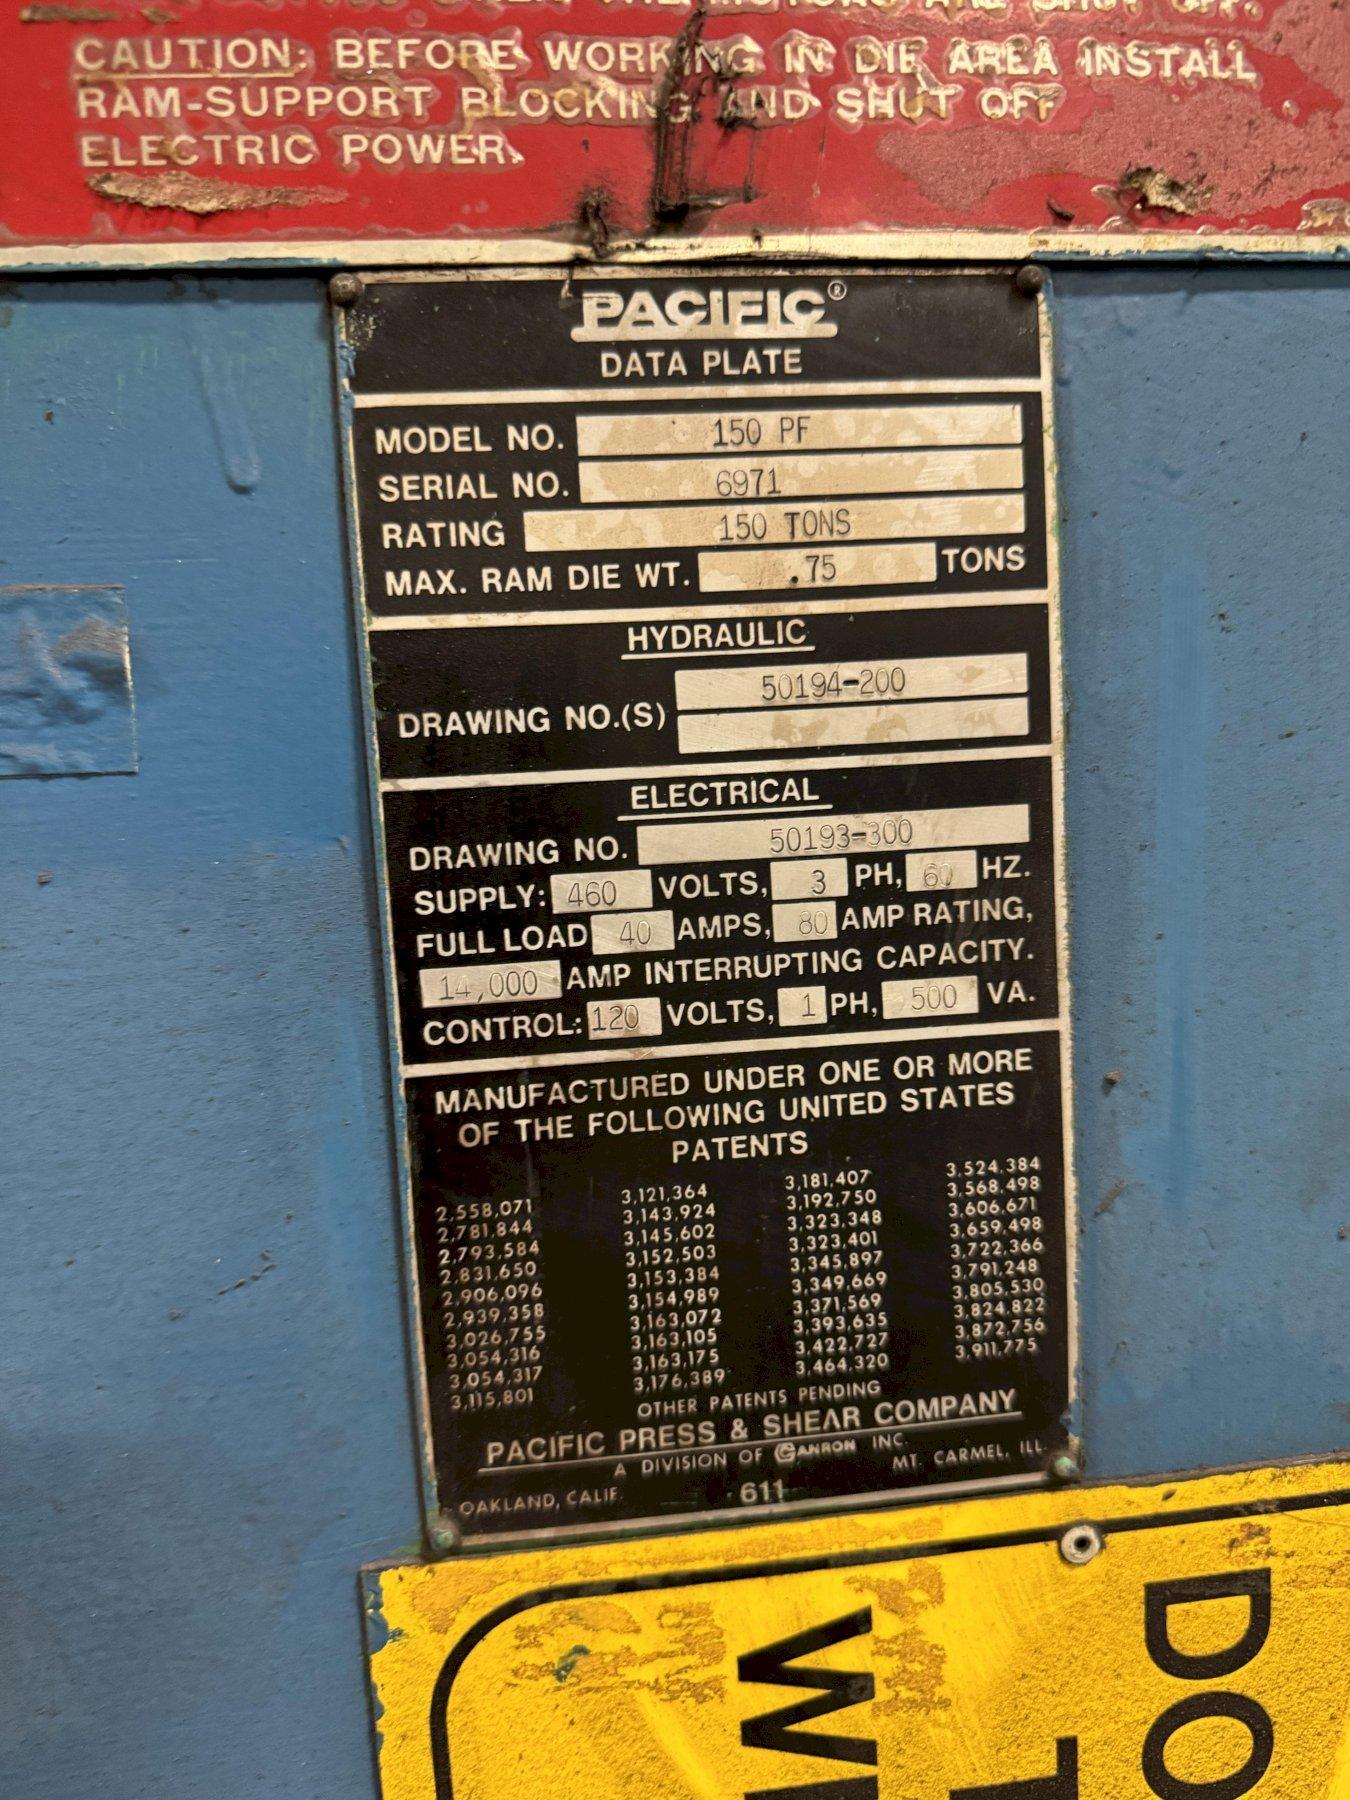 THE MOTORS ARE SHUT OFF.
CAUTION: BEFORE WORKING IN DIE AREA INSTALL
RAM-SUPPORT BLOCKING AND SHUT OFF
ELECTRIC POWER.
PACIFIC®
DATA PLATE
MODEL NO. 150 PF
SERIAL NO. 6971
RATING 150 TONS
MAX. RAM DIE WT. .75 TONS
HYDRAULIC
DRAWING NO.(S) 50194-200
ELECTRICAL
DRAWING NO. 50193-300
SUPPLY: 460 VOLTS, 3 PH, 60 HZ.
FULL LOAD 40 AMPS, 80 AMP RATING,
14,000 AMP INTERRUPTING CAPACITY.
CONTROL: 120 VOLTS, 1 PH, 500 VA.
MANUFACTURED UNDER ONE OR MORE
OF THE FOLLOWING UNITED STATES
PATENTS
2,558,071 3,121,364 3,181,407 3,524,384
2,781,844 3,143,924 3,192,750 3,568,498
2,793,584 3,145,602 3,323,348 3,606,671
2,831,650 3,152,503 3,323,401 3,659,498
2,906,096 3,153,384 3,345,897 3,722,366
2,939,358 3,154,989 3,349,669 3,791,248
3,026,755 3,163,072 3,371,569 3,805,530
3,054,316 3,163,105 3,393,635 3,824,822
3,054,317 3,163,175 3,422,727 3,872,756
3,115,801 3,176,389 3,464,320 3,911,775
OTHER PATENTS PENDING
PACIFIC PRESS & SHEAR COMPANY
A DIVISION OF CANRON INC.
OAKLAND, CALIF. 611 MT. CARMEL, ILL.
DO
W